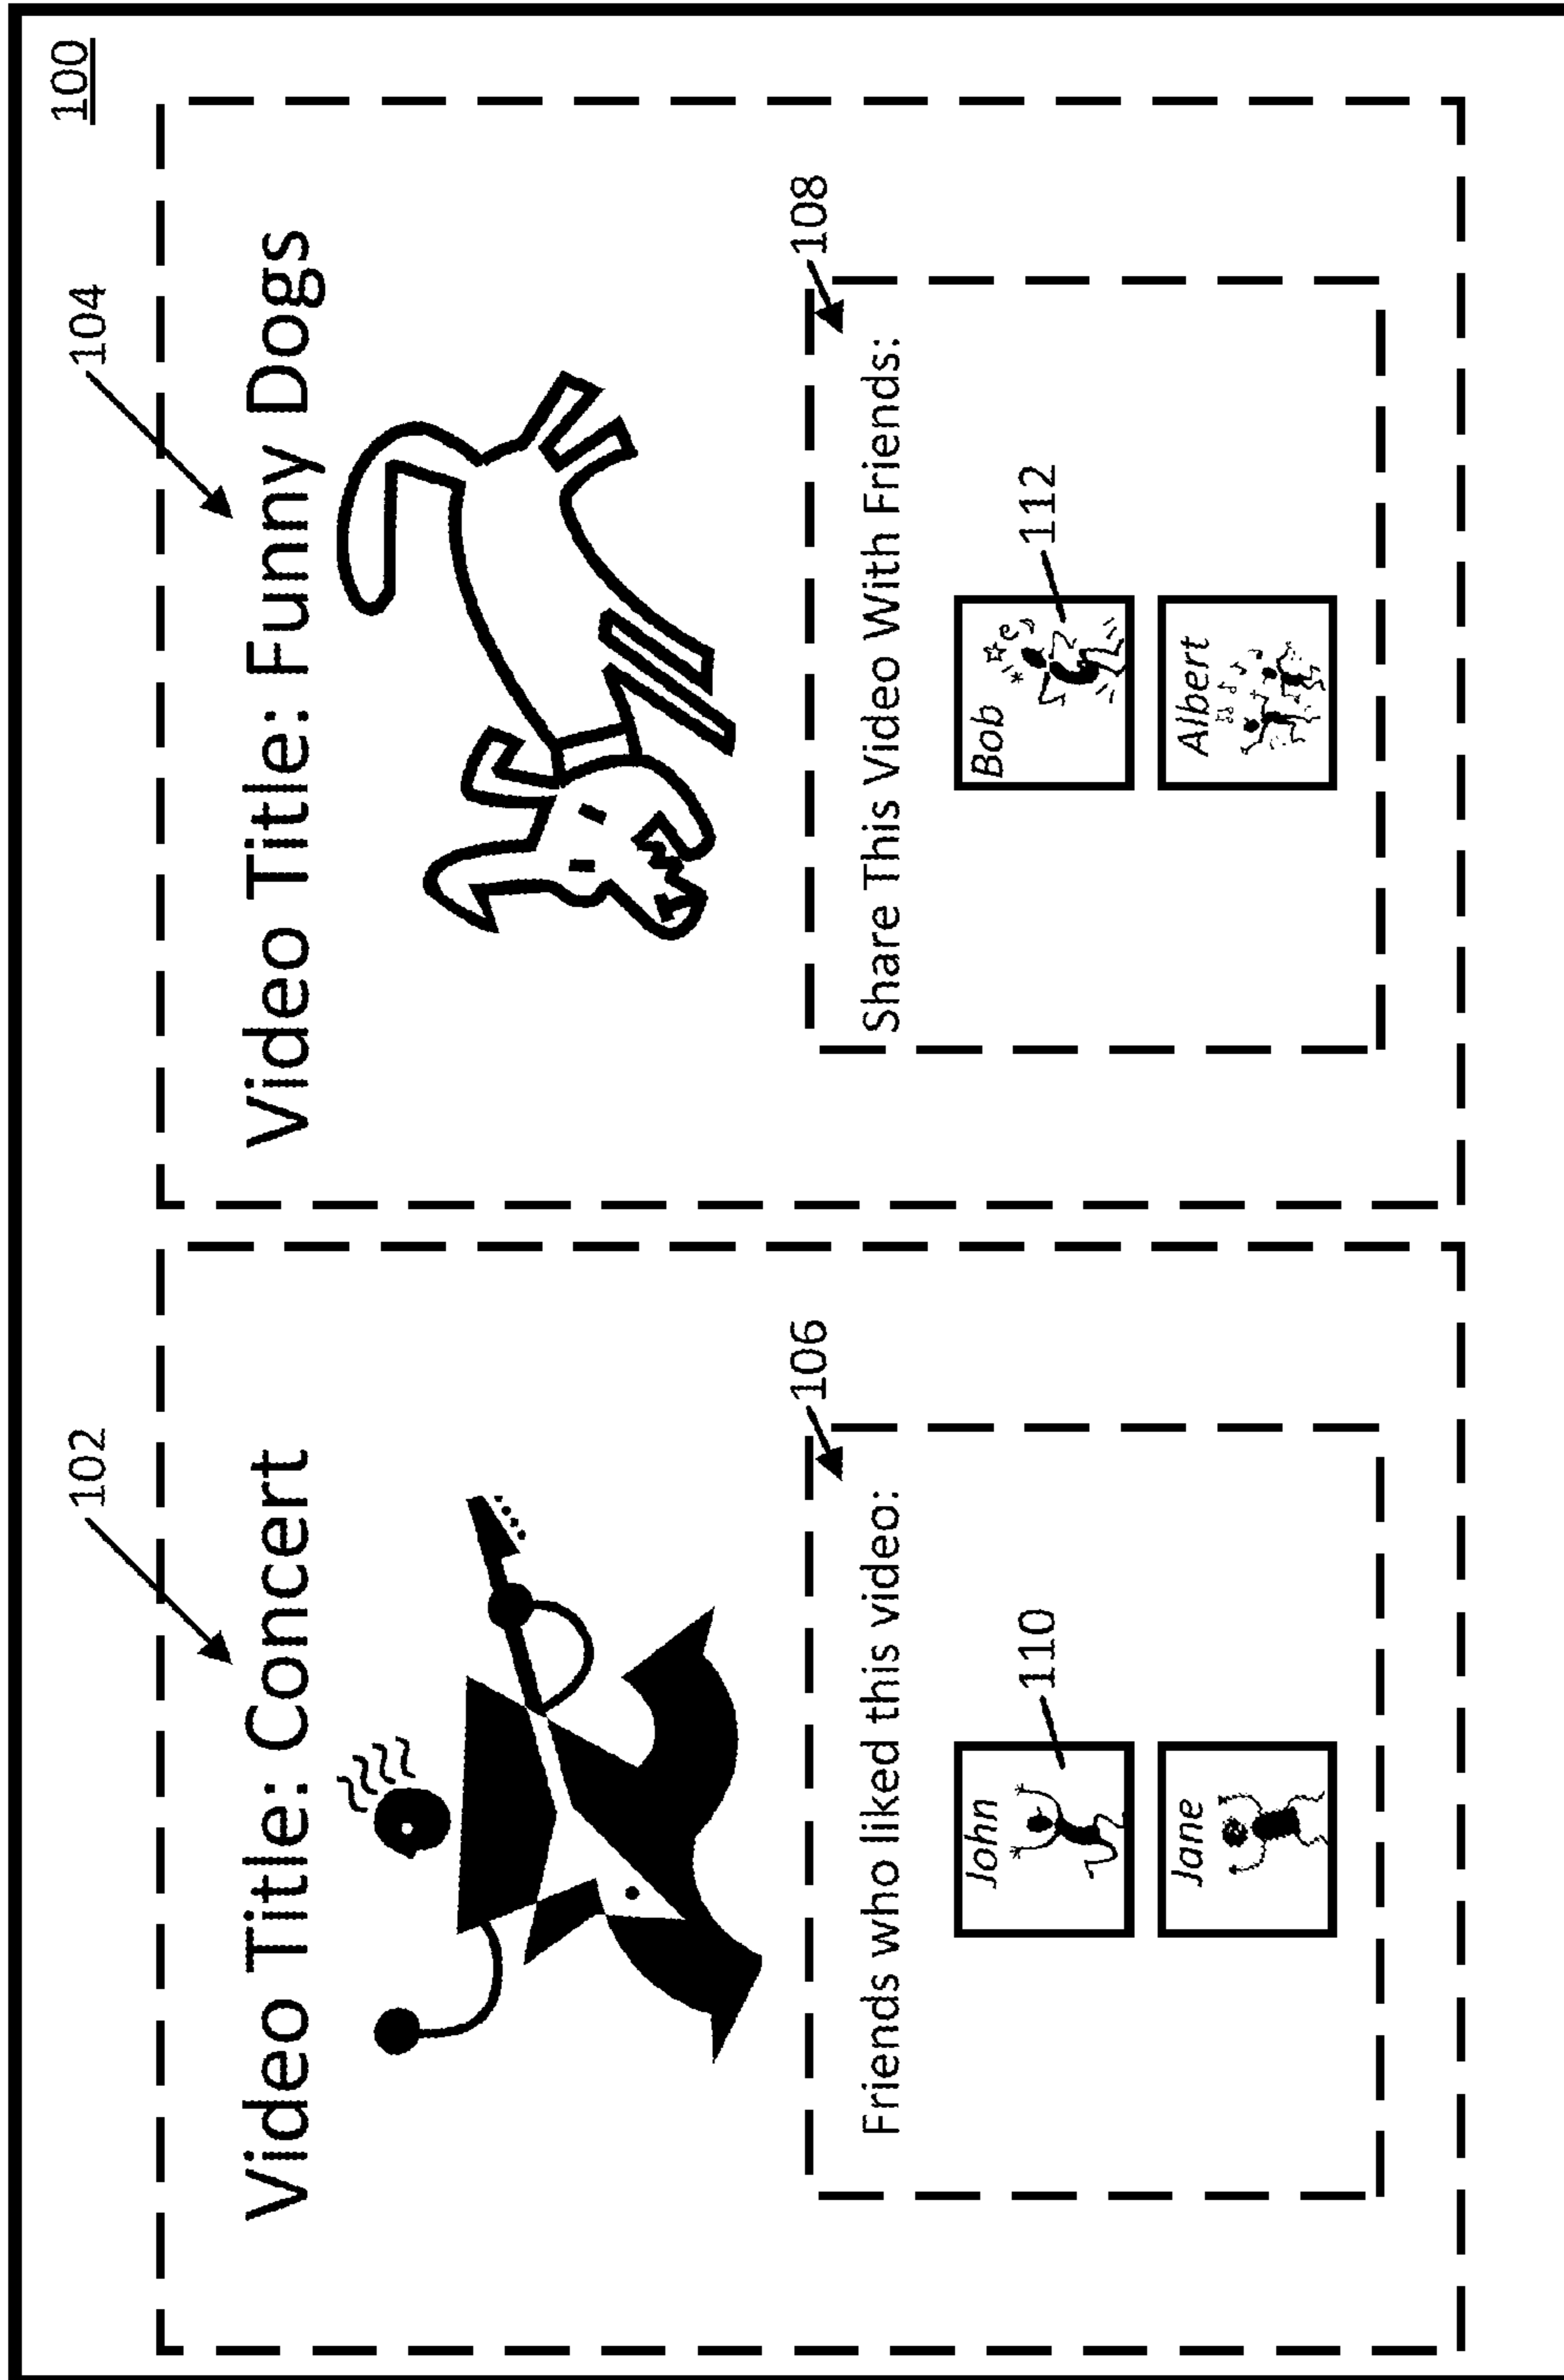 100
102
Video Title: Concert
106
Friends who liked this video:
110
John
Jane
104
Video Title: Funny Dogs
108
Share This Video With Friends:
112
Bob
Albert